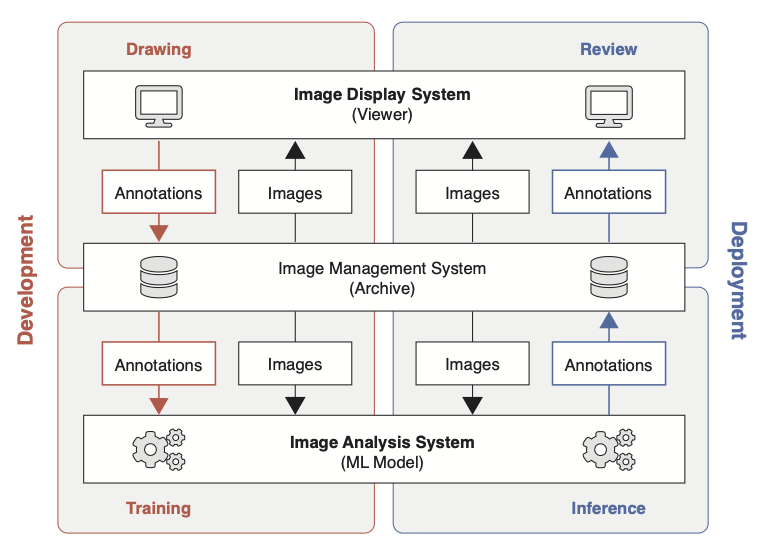 Drawing
Review
Image Display System
(Viewer)
Annotations
Images
Images
Annotations
Development
Deployment
Image Management System
(Archive)
Annotations
Images
Images
Annotations
Image Analysis System
(ML Model)
Training
Inference